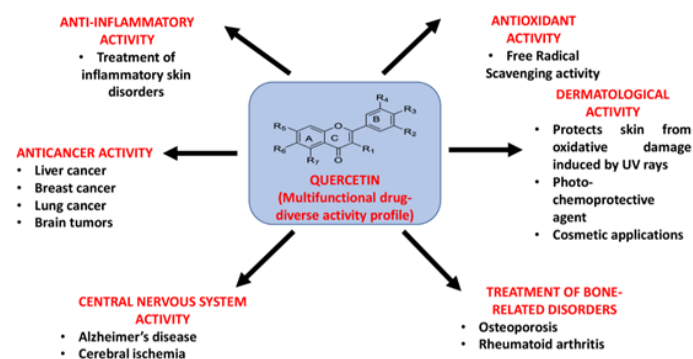 ANTI-INFLAMMATORY
ACTIVITY
• Treatment of
inflammatory skin
disorders
ANTIOXIDANT
ACTIVITY
• Free Radical
Scavenging activity
R₅
R₆
R₇
A
C
B
O
O
R₁
R₂
R₃
R₄
QUERCETIN
(Multifunctional drug-
diverse activity profile)
DERMATOLOGICAL
ACTIVITY
• Protects skin from
oxidative damage
induced by UV rays
• Photo-
chemoprotective
agent
• Cosmetic applications
ANTICANCER ACTIVITY
• Liver cancer
• Breast cancer
• Lung cancer
• Brain tumors
CENTRAL NERVOUS SYSTEM
ACTIVITY
• Alzheimer's disease
• Cerebral ischemia
TREATMENT OF BONE-
RELATED DISORDERS
• Osteoporosis
• Rheumatoid arthritis